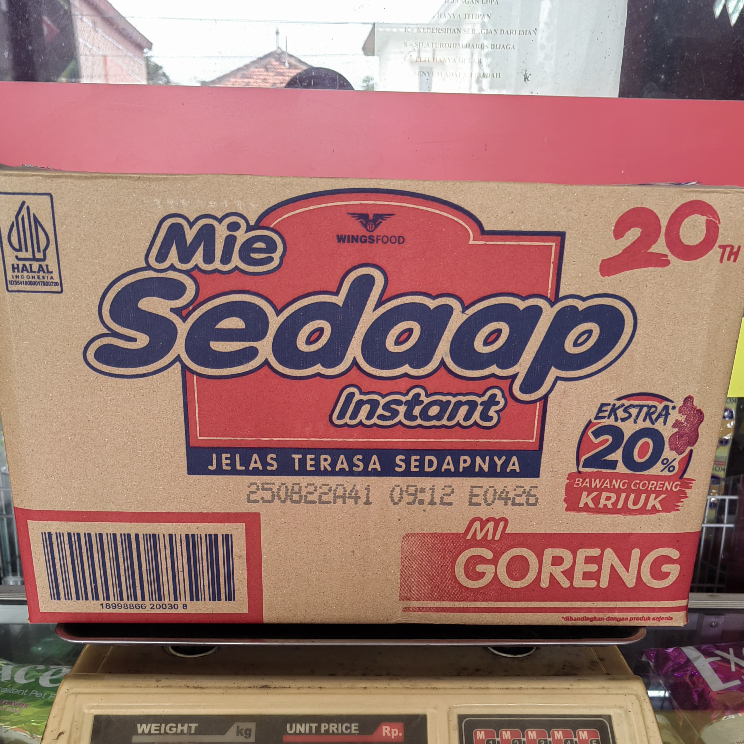 HALAL
INDONESIA
WINGSFOOD
20TH
Mie
Sedaap
Instant
JELAS TERASA SEDAPNYA
EKSTRA*
20%
BAWANG GORENG
KRIUK
250822A41 09:12 E0426
MI
GORENG
*dibandingkan dengan produk sejenis
18998866 20030 8
WEIGHT kg
UNIT PRICE Rp.
M M M M M